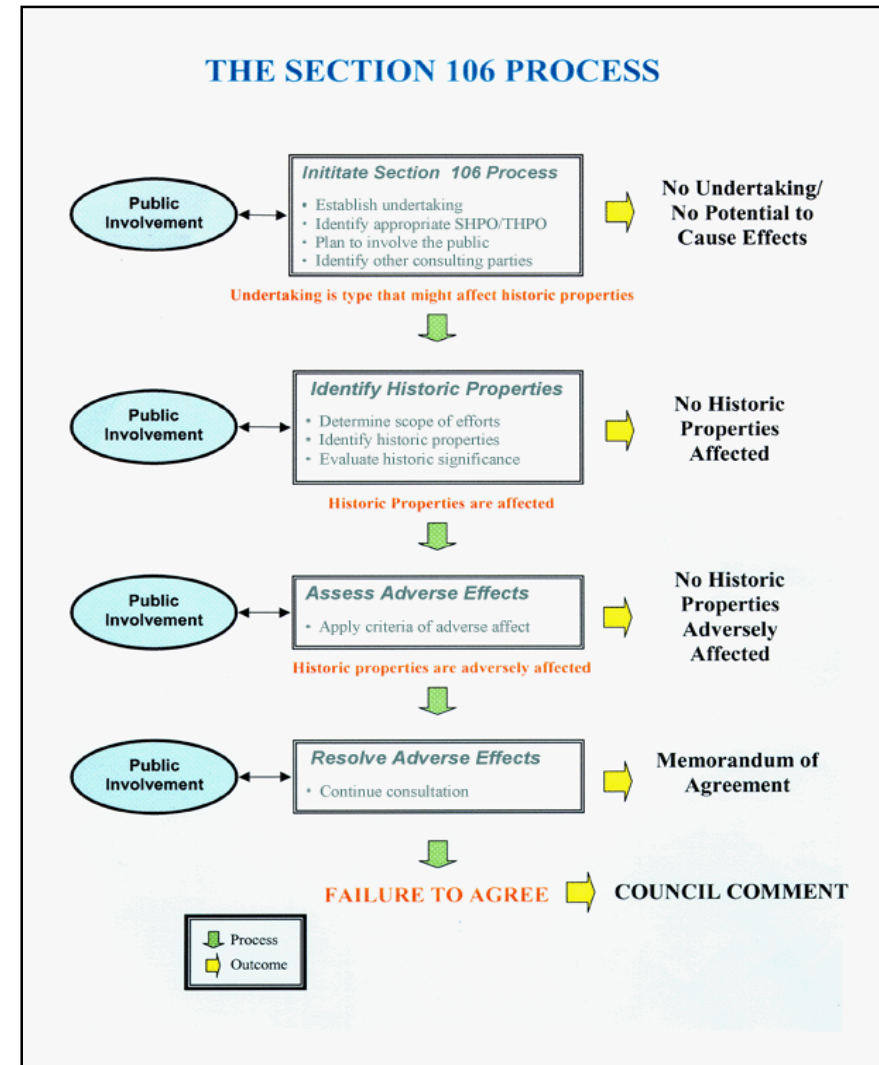 THE SECTION 106 PROCESS
Public
Involvement
Inititate Section 106 Process
• Establish undertaking
• Identify appropriate SHPO/THPO
• Plan to involve the public
• Identify other consulting parties
No Undertaking/
No Potential to
Cause Effects
Undertaking is type that might affect historic properties
Public
Involvement
Identify Historic Properties
• Determine scope of efforts
• Identify historic properties
• Evaluate historic significance
No Historic
Properties
Affected
Historic Properties are affected
Public
Involvement
Assess Adverse Effects
• Apply criteria of adverse affect
No Historic
Properties
Adversely
Affected
Historic properties are adversely affected
Public
Involvement
Resolve Adverse Effects
• Continue consultation
Memorandum of
Agreement
FAILURE TO AGREE
COUNCIL COMMENT
Process
Outcome